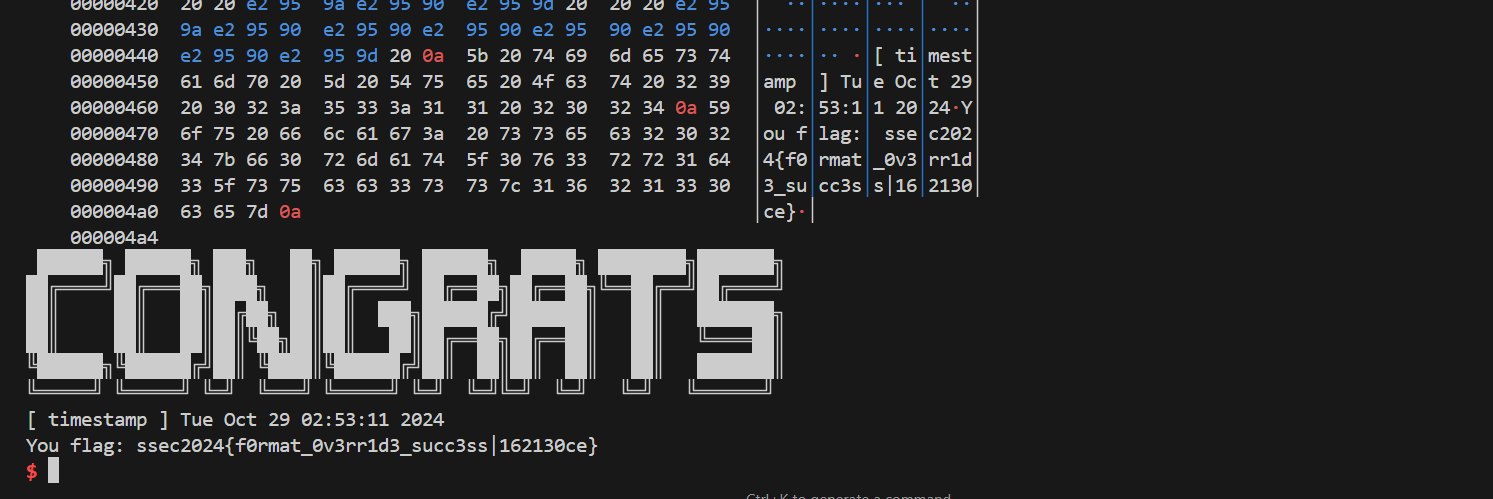 00000420 20 20 e2 95 9a e2 95 90 e2 95 9d 20 20 20 e2 95 │ ··│····│··· │ ··│
00000430 9a e2 95 90 e2 95 90 e2 95 90 e2 95 90 e2 95 90 │····│····│····│····│
00000440 e2 95 90 e2 95 9d 20 0a 5b 20 74 69 6d 65 73 74 │····│·· ·│[ ti│mest│
00000450 61 6d 70 20 5d 20 54 75 65 20 4f 63 74 20 32 39 │amp │] Tu│e Oc│t 29│
00000460 20 30 32 3a 35 33 3a 31 31 20 32 30 32 34 0a 59 │ 02:│53:1│1 20│24·Y│
00000470 6f 75 20 66 6c 61 67 3a 20 73 73 65 63 32 30 32 │ou f│lag:│ sse│c202│
00000480 34 7b 66 30 72 6d 61 74 5f 30 76 33 72 72 31 64 │4{f0│rmat│_0v3│rr1d│
00000490 33 5f 73 75 63 63 33 73 73 7c 31 36 32 31 33 30 │3_su│cc3s│s|16│2130│
000004a0 63 65 7d 0a │ce}·│
000004a4
CONGRATS
[ timestamp ] Tue Oct 29 02:53:11 2024
You flag: ssec2024{f0rmat_0v3rr1d3_succ3ss|162130ce}
$
Ctrl+K to generate a command